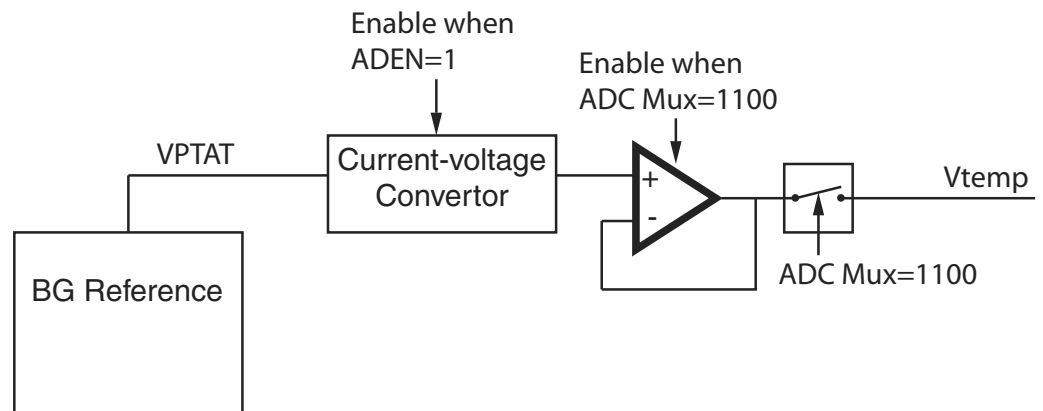 Enable when
ADEN=1
Enable when
ADC Mux=1100
VPTAT
Current-voltage
Convertor
+
-
Vtemp
ADC Mux=1100
BG Reference